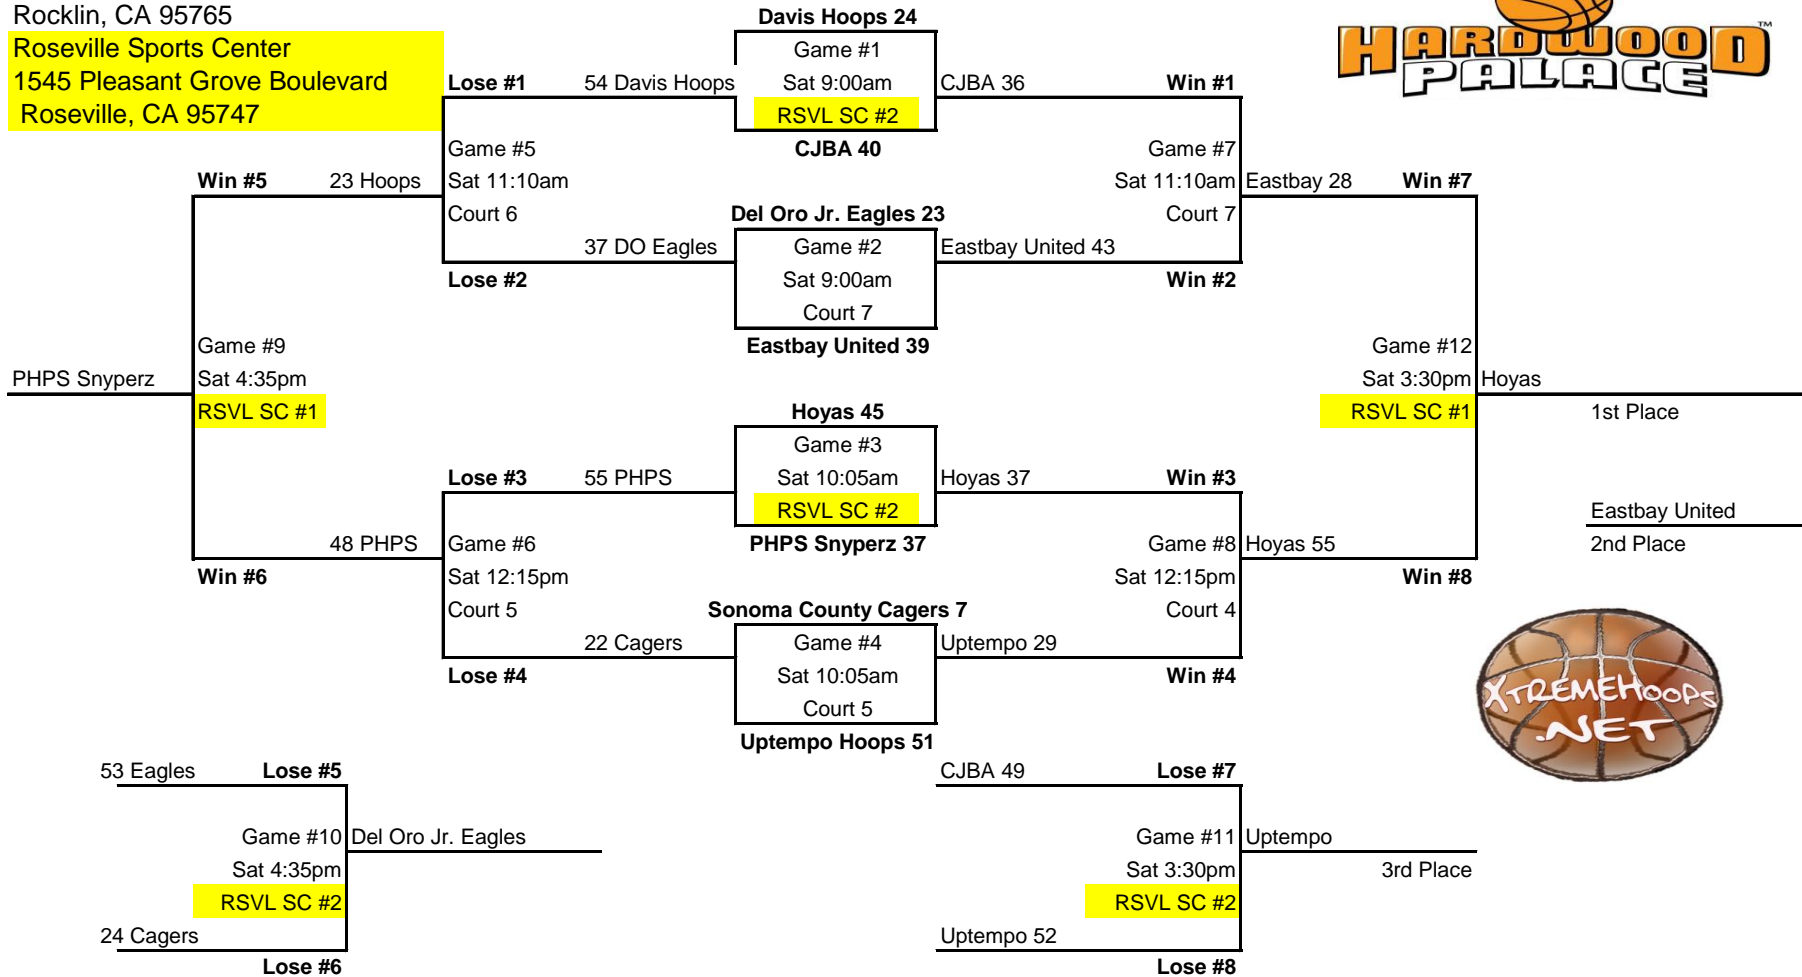 Rocklin, CA 95765
Roseville Sports Center
1545 Pleasant Grove Boulevard
Roseville, CA 95747
HARDWOOD
PALACE
TM
Davis Hoops 24
Game #1
Lose #1
54 Davis Hoops
Sat 9:00am
CJBA 36
Win #1
RSVL SC #2
Game #5
CJBA 40
Game #7
Win #5
23 Hoops
Sat 11:10am
Sat 11:10am
Eastbay 28
Win #7
Court 6
Del Oro Jr. Eagles 23
Court 7
37 DO Eagles
Game #2
Eastbay United 43
Lose #2
Sat 9:00am
Win #2
Court 7
Game #9
Eastbay United 39
Game #12
PHPS Snyperz
Sat 4:35pm
Sat 3:30pm
Hoyas
RSVL SC #1
Hoyas 45
RSVL SC #1
1st Place
Game #3
Lose #3
55 PHPS
Sat 10:05am
Hoyas 37
Win #3
RSVL SC #2
Eastbay United
48 PHPS
Game #6
PHPS Snyperz 37
Game #8
Hoyas 55
2nd Place
Win #6
Sat 12:15pm
Sat 12:15pm
Win #8
Court 5
Sonoma County Cagers 7
Court 4
22 Cagers
Game #4
Uptempo 29
Lose #4
Sat 10:05am
Win #4
Court 5
XTREMEHOOPS
.NET
Uptempo Hoops 51
53 Eagles
Lose #5
CJBA 49
Lose #7
Game #10
Del Oro Jr. Eagles
Game #11
Uptempo
Sat 4:35pm
Sat 3:30pm
3rd Place
RSVL SC #2
RSVL SC #2
24 Cagers
Uptempo 52
Lose #6
Lose #8